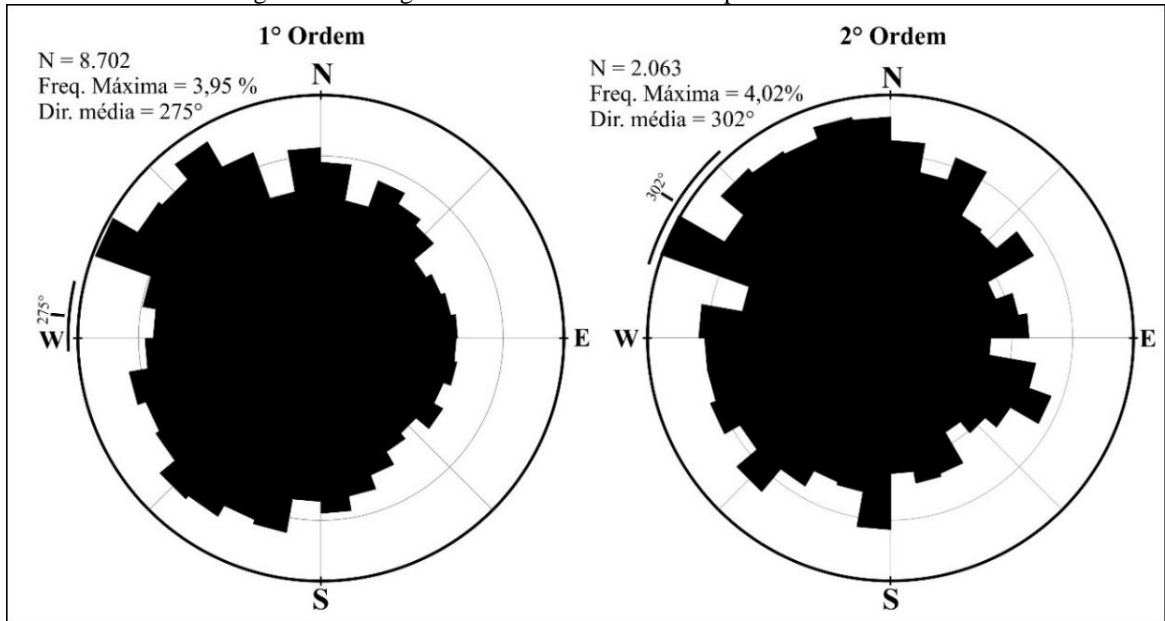 1° Ordem
N = 8.702
Freq. Máxima = 3,95 %
Dir. média = 275°
N
275°
W
E
S
2° Ordem
N = 2.063
Freq. Máxima = 4,02%
Dir. média = 302°
N
302°
W
E
S